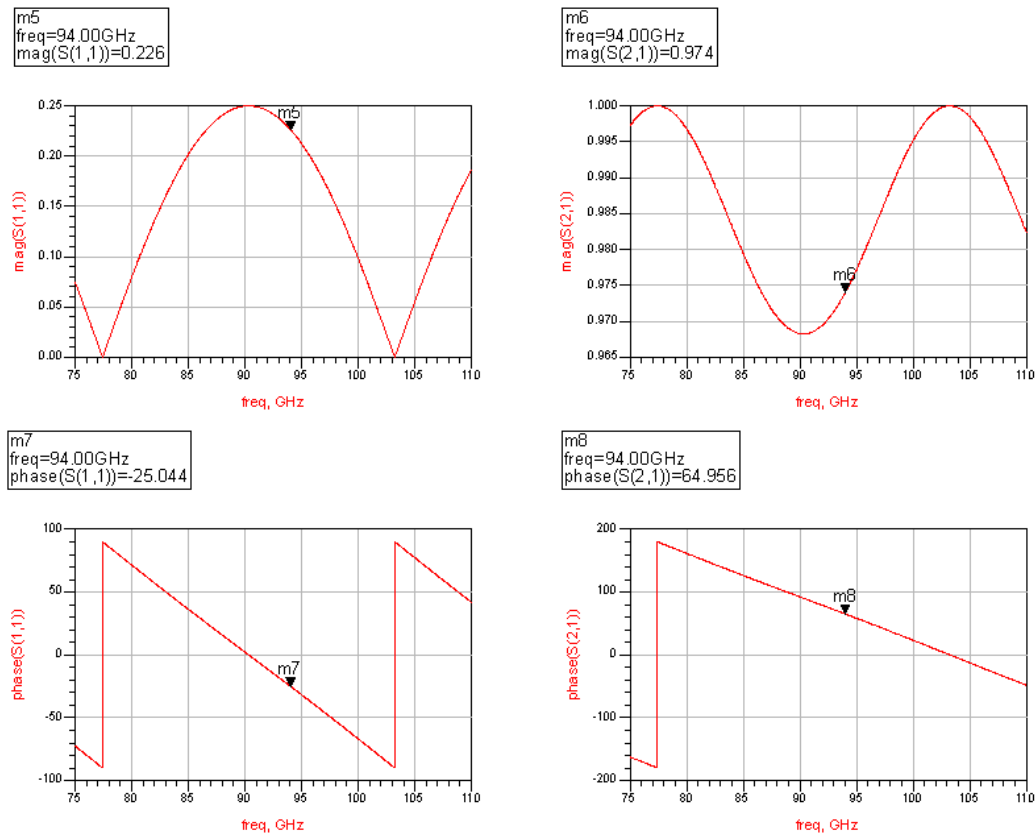 m5
freq=94.00GHz
mag(S(1,1))=0.226
m6
freq=94.00GHz
mag(S(2,1))=0.974
0.25
0.20
0.15
0.10
0.05
0.00
mag(S(1,1))
m5
75 80 85 90 95 100 105 110
freq, GHz
1.000
0.995
0.990
0.985
0.980
0.975
0.970
0.965
mag(S(2,1))
m6
75 80 85 90 95 100 105 110
freq, GHz
m7
freq=94.00GHz
phase(S(1,1))=-25.044
m8
freq=94.00GHz
phase(S(2,1))=64.956
100
50
0
-50
-100
phase(S(1,1))
m7
75 80 85 90 95 100 105 110
freq, GHz
200
100
0
-100
-200
phase(S(2,1))
m8
75 80 85 90 95 100 105 110
freq, GHz